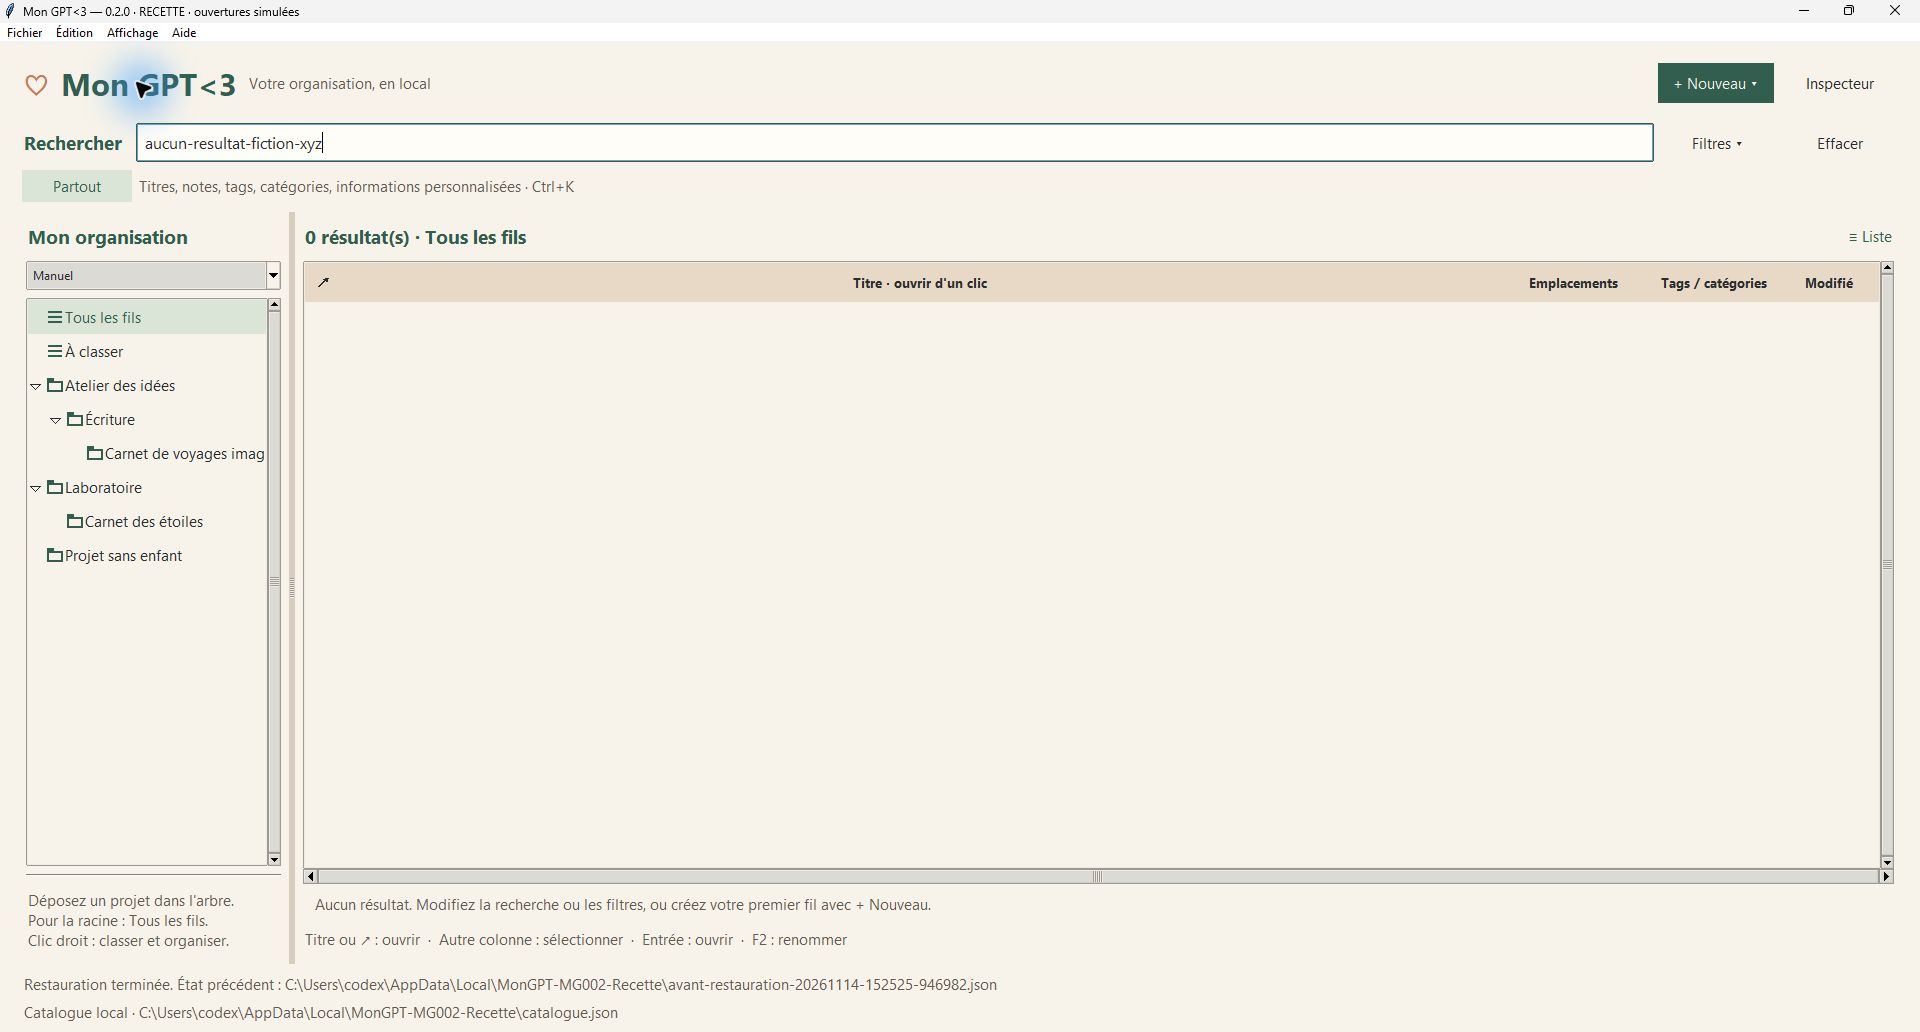 Mon GPT<3 — 0.2.0 · RECETTE · ouvertures simulées
Fichier Édition Affichage Aide
♡ Mon GPT<3 Votre organisation, en local + Nouveau ▾ Inspecteur
Rechercher aucun-resultat-fiction-xyz Filtres ▾ Effacer
Partout Titres, notes, tags, catégories, informations personnalisées · Ctrl+K
Mon organisation
Manuel
Tous les fils
À classer
Atelier des idées
Écriture
Carnet de voyages imag
Laboratoire
Carnet des étoiles
Projet sans enfant
Déposez un projet dans l'arbre.
Pour la racine : Tous les fils.
Clic droit : classer et organiser.
0 résultat(s) · Tous les fils ≡ Liste
↗ Titre · ouvrir d'un clic Emplacements Tags / catégories Modifié
Aucun résultat. Modifiez la recherche ou les filtres, ou créez votre premier fil avec + Nouveau.
Titre ou ↗ : ouvrir · Autre colonne : sélectionner · Entrée : ouvrir · F2 : renommer
Restauration terminée. État précédent : C:\Users\codex\AppData\Local\MonGPT-MG002-Recette\avant-restauration-20261114-152525-946982.json
Catalogue local · C:\Users\codex\AppData\Local\MonGPT-MG002-Recette\catalogue.json